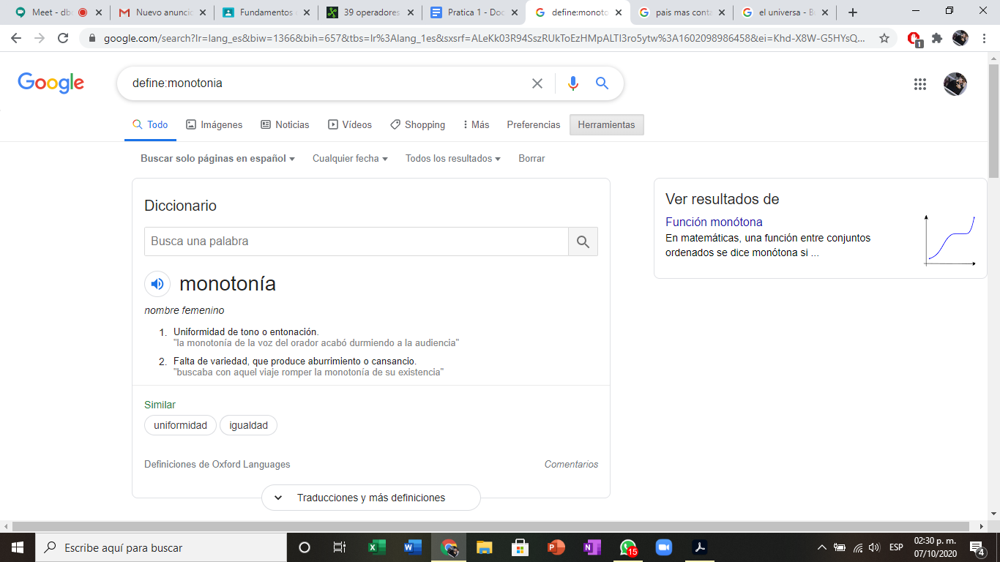 Meet - dbc
Nuevo anuncio
Fundamentos
39 operadores
Pratica 1 - Doc
define:monoto
pais mas conta
el universa - B
google.com/search?lr=lang_es&biw=1366&bih=657&tbs=lr%3Alang_1es&sxsrf=ALeKk03R94SszRUkToEzHMpALTl3ro5ytw%3A1602098986458&ei=Khd-X8W-G5HYsQ...
1
Google
define:monotonia
Todo Imágenes Noticias Vídeos Shopping Más Preferencias Herramientas
Buscar solo páginas en español Cualquier fecha Todos los resultados Borrar
Diccionario
Busca una palabra
monotonía
nombre femenino
1. Uniformidad de tono o entonación.
"la monotonía de la voz del orador acabó durmiendo a la audiencia"
2. Falta de variedad, que produce aburrimiento o cansancio.
"buscaba con aquel viaje romper la monotonía de su existencia"
Similar
uniformidad igualdad
Definiciones de Oxford Languages Comentarios
Traducciones y más definiciones
Ver resultados de
Función monótona
En matemáticas, una función entre conjuntos
ordenados se dice monótona si ...
Escribe aquí para buscar
15
ESP
02:30 p. m.
07/10/2020
4